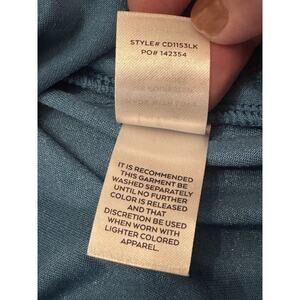 STYLE# CD1153LK
PO# 142354
IT IS RECOMMENDED
THIS GARMENT BE
WASHED SEPARATELY
UNTIL NO FURTHER
COLOR IS RELEASED
AND THAT
DISCRETION BE USED
WHEN WORN WITH
LIGHTER COLORED
APPAREL.